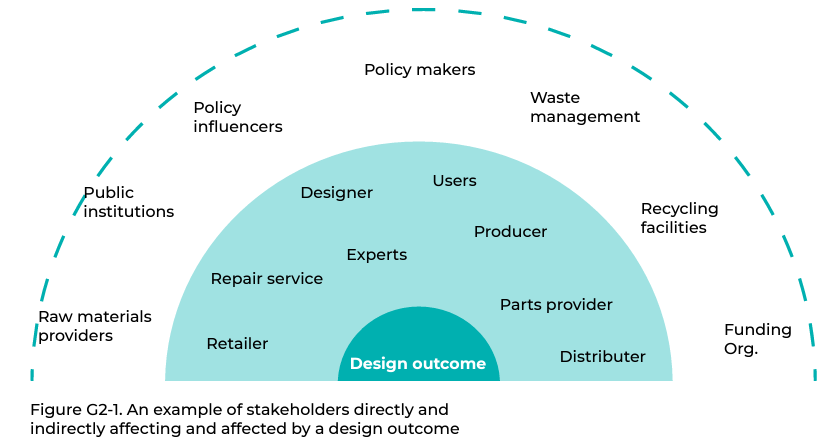 Policy makers
Policy
influencers
Waste
management
Public
institutions
Recycling
facilities
Raw materials
providers
Funding
Org.
Designer
Users
Producer
Experts
Repair service
Parts provider
Retailer
Distributer
Design outcome
Figure G2-1. An example of stakeholders directly and
indirectly affecting and affected by a design outcome